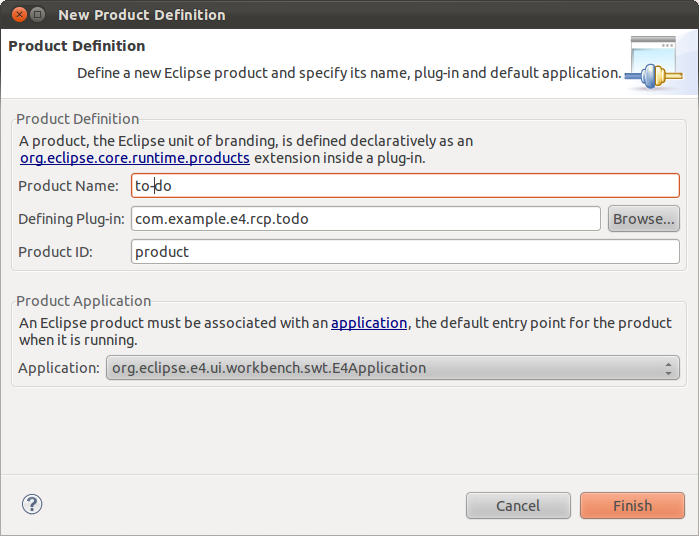 New Product Definition
Product Definition
Define a new Eclipse product and specify its name, plug-in and default application.
Product Definition
A product, the Eclipse unit of branding, is defined declaratively as an
org.eclipse.core.runtime.products extension inside a plug-in.
Product Name: to-do
Defining Plug-in: com.example.e4.rcp.todo Browse...
Product ID: product
Product Application
An Eclipse product must be associated with an application, the default entry point for the product
when it is running.
Application: org.eclipse.e4.ui.workbench.swt.E4Application
? Cancel Finish